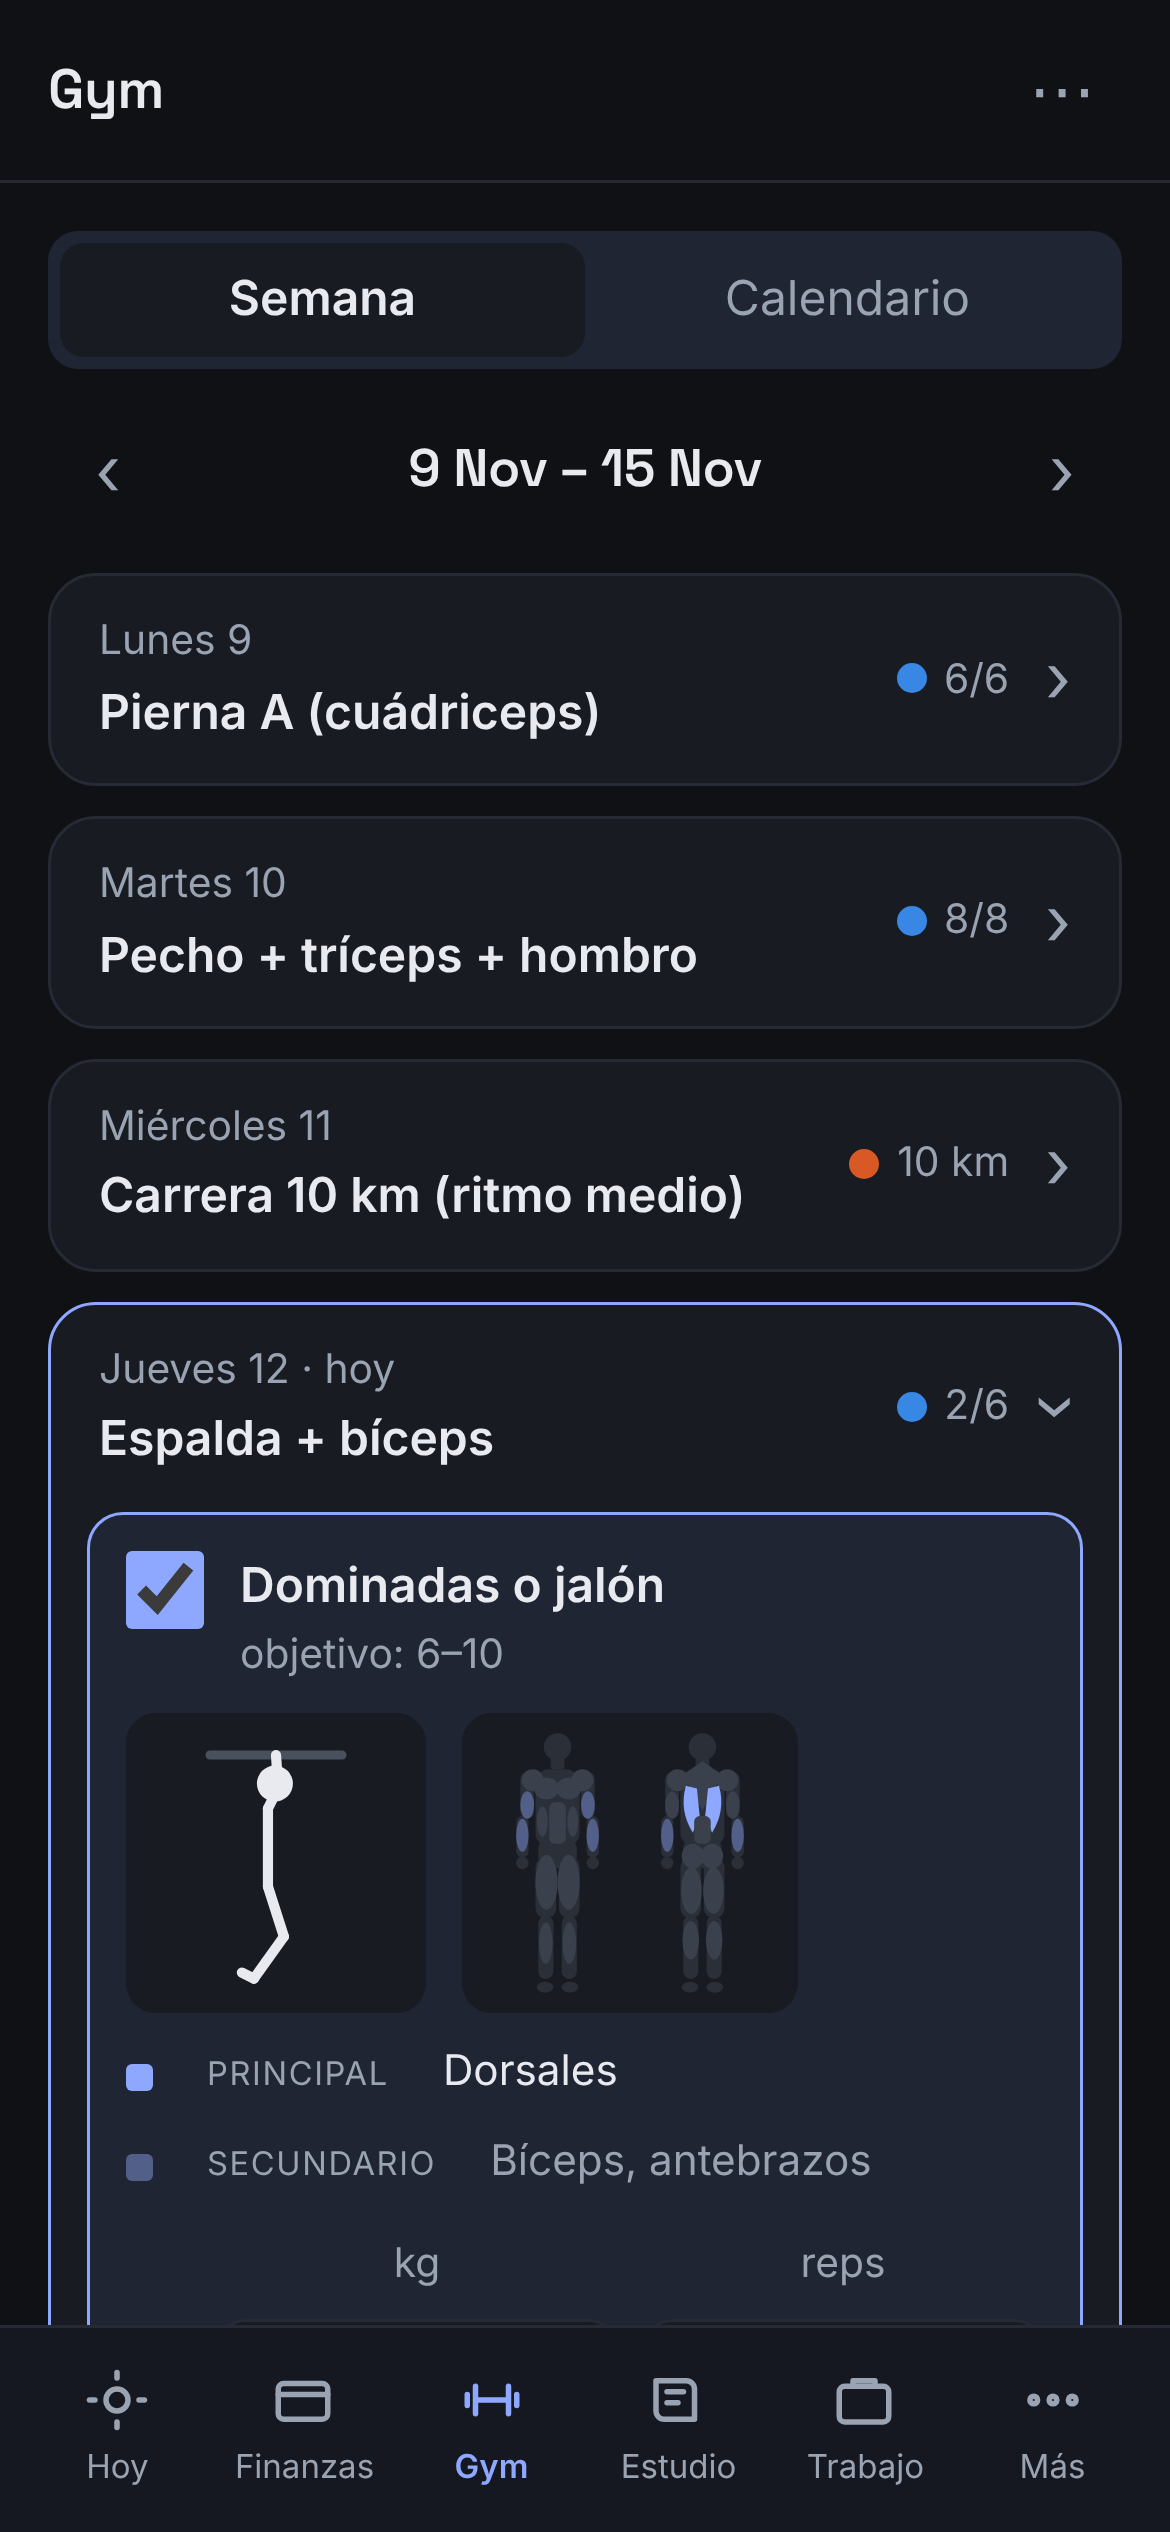 Gym
Semana
Calendario
9 Nov – 15 Nov
Lunes 9
Pierna A (cuádriceps)
6/6
Martes 10
Pecho + tríceps + hombro
8/8
Miércoles 11
Carrera 10 km (ritmo medio)
10 km
Jueves 12 · hoy
Espalda + bíceps
2/6
Dominadas o jalón
objetivo: 6–10
PRINCIPAL Dorsales
SECUNDARIO Bíceps, antebrazos
kg reps
Hoy Finanzas Gym Estudio Trabajo Más